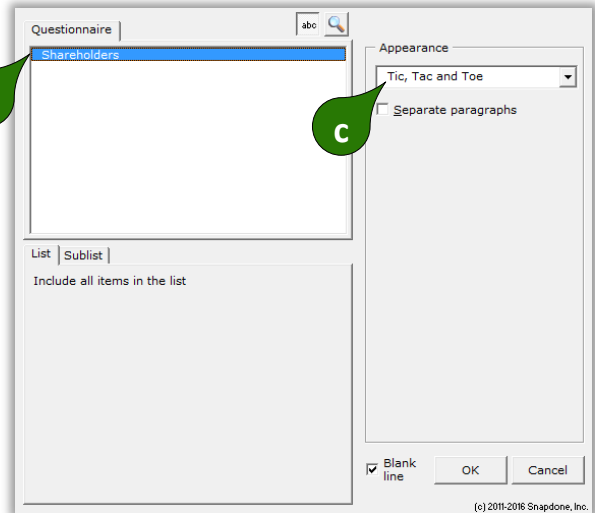 Questionnaire
abc
Shareholders
Appearance
Tic, Tac and Toe
Separate paragraphs
C
List
Sublist
Include all items in the list
Blank
line
OK
Cancel
(c) 2011-2016 Snapdone, Inc.